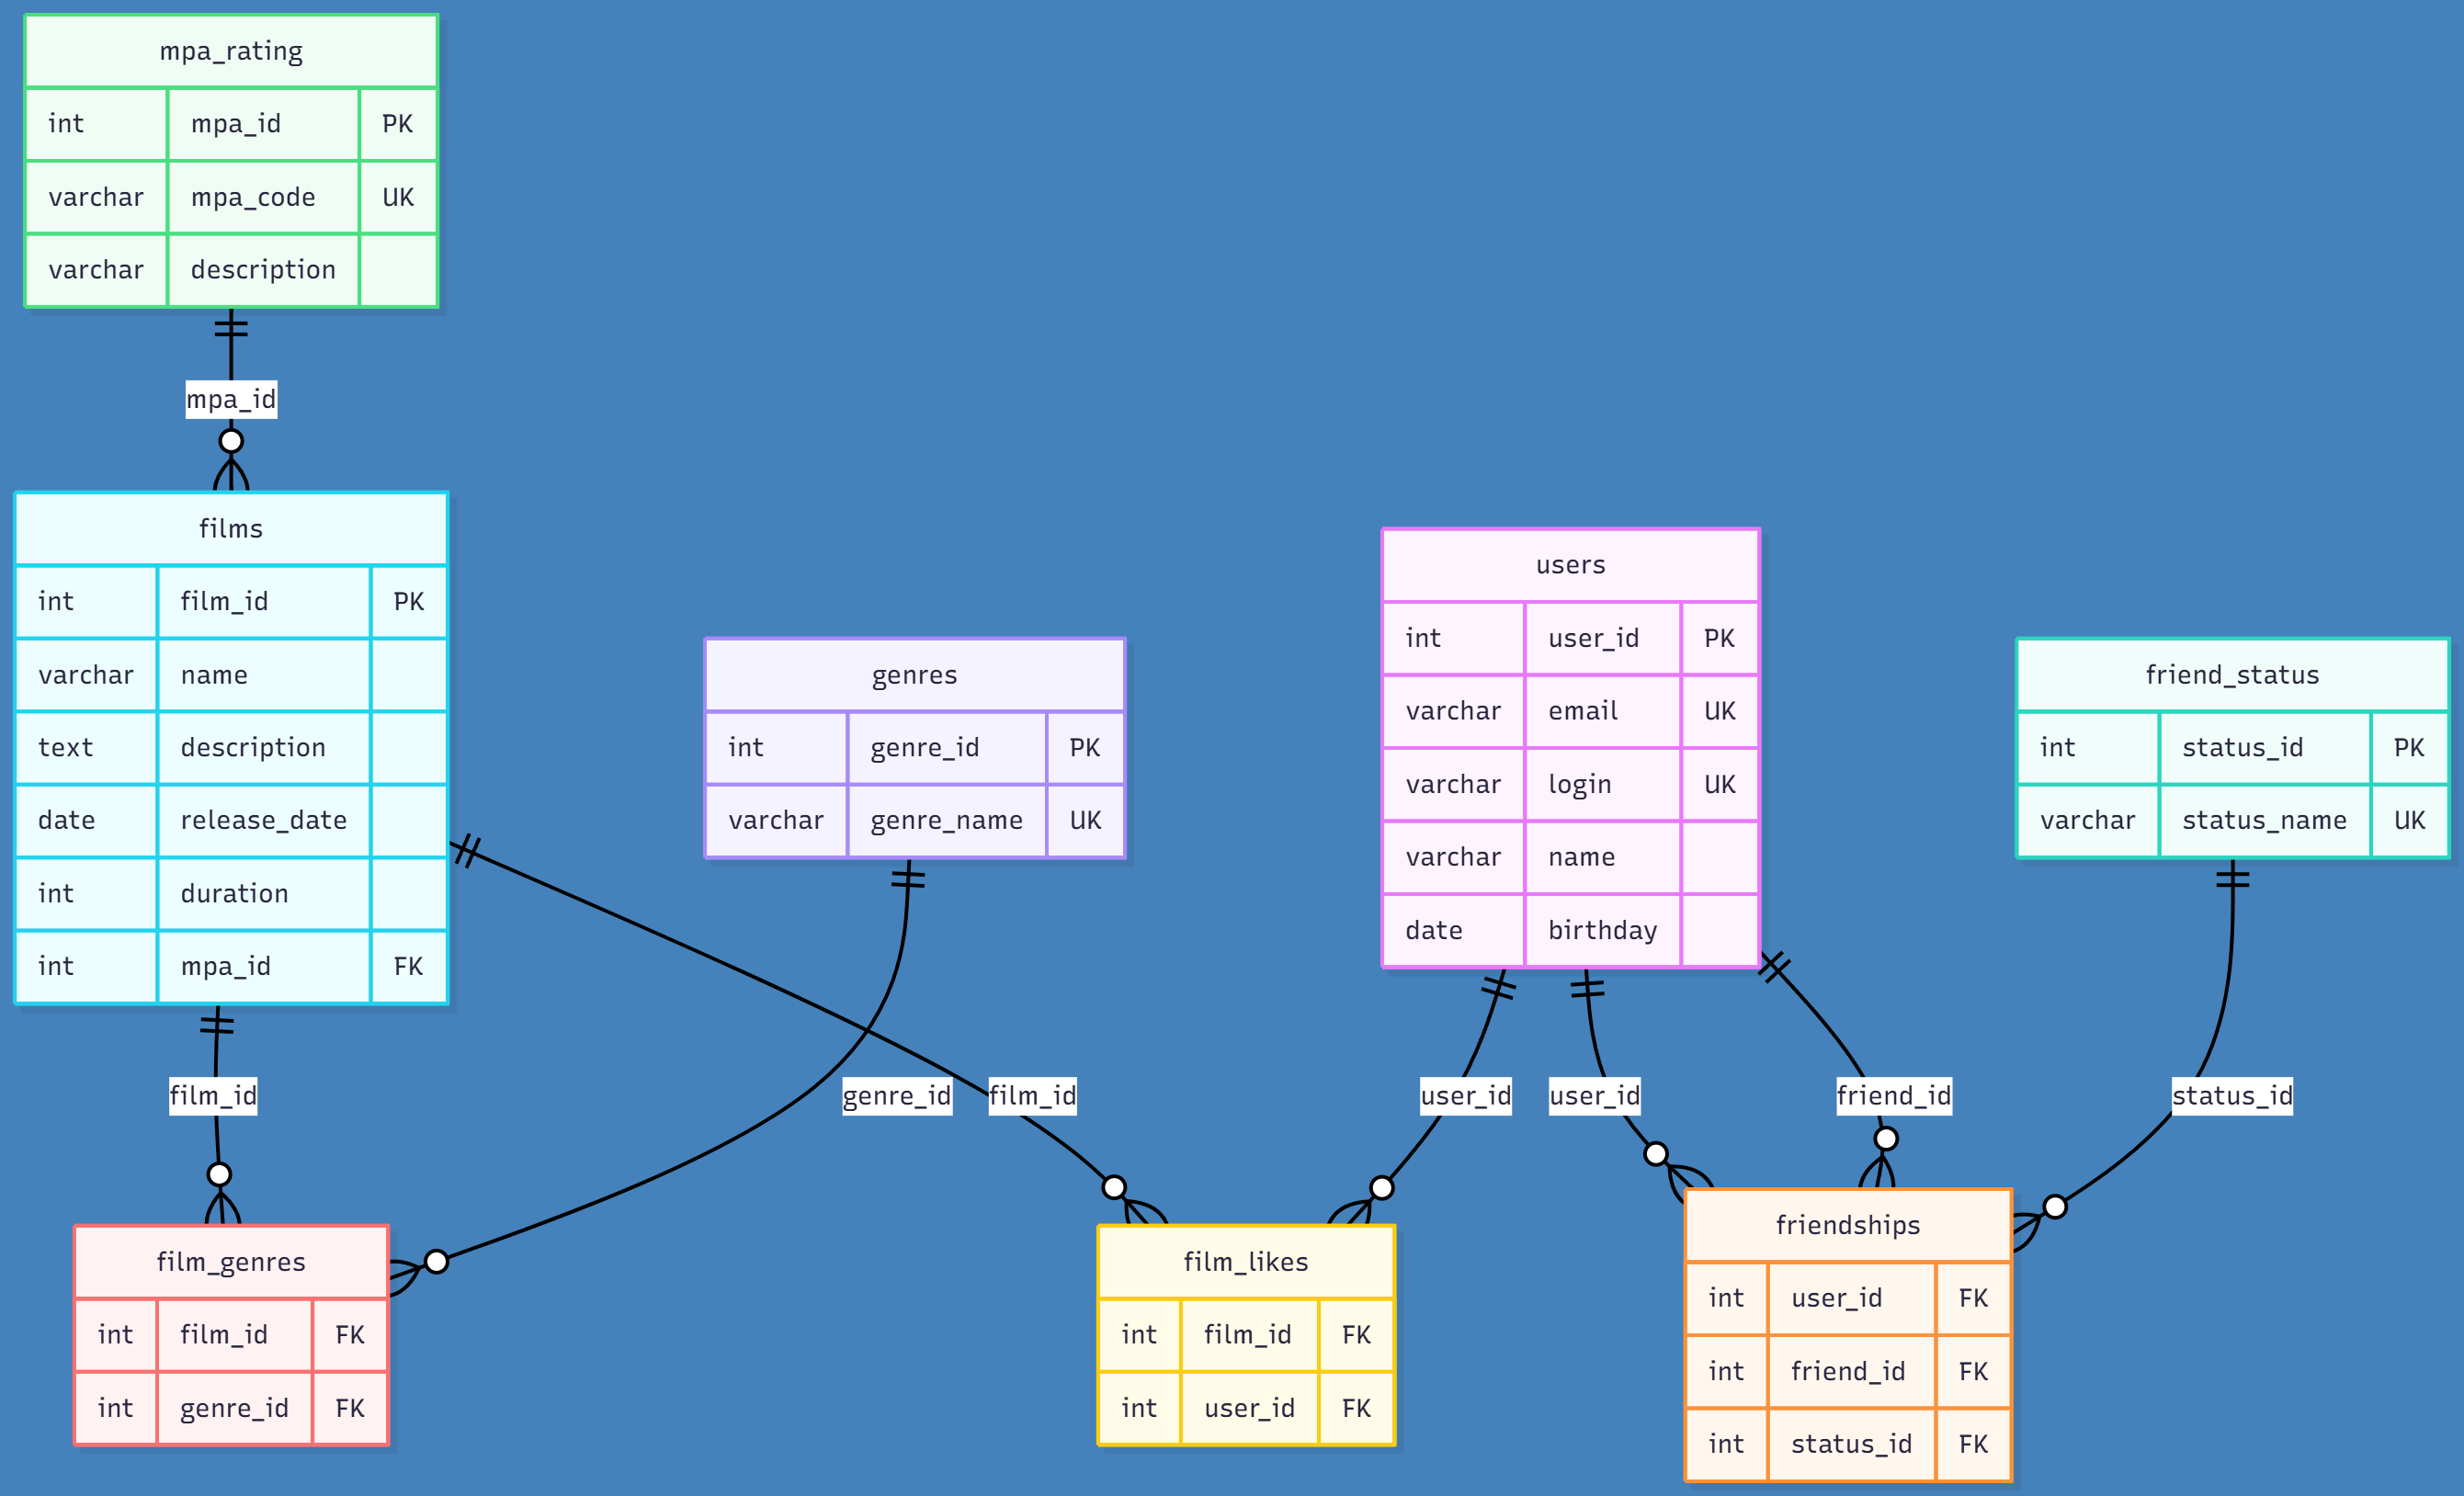 mpa_rating
int mpa_id PK
varchar mpa_code UK
varchar description
mpa_id
films
int film_id PK
varchar name
text description
date release_date
int duration
int mpa_id FK
genres
int genre_id PK
varchar genre_name UK
users
int user_id PK
varchar email UK
varchar login UK
varchar name
date birthday
friend_status
int status_id PK
varchar status_name UK
film_id
genre_id
film_id
user_id
user_id
friend_id
status_id
film_genres
int film_id FK
int genre_id FK
film_likes
int film_id FK
int user_id FK
friendships
int user_id FK
int friend_id FK
int status_id FK